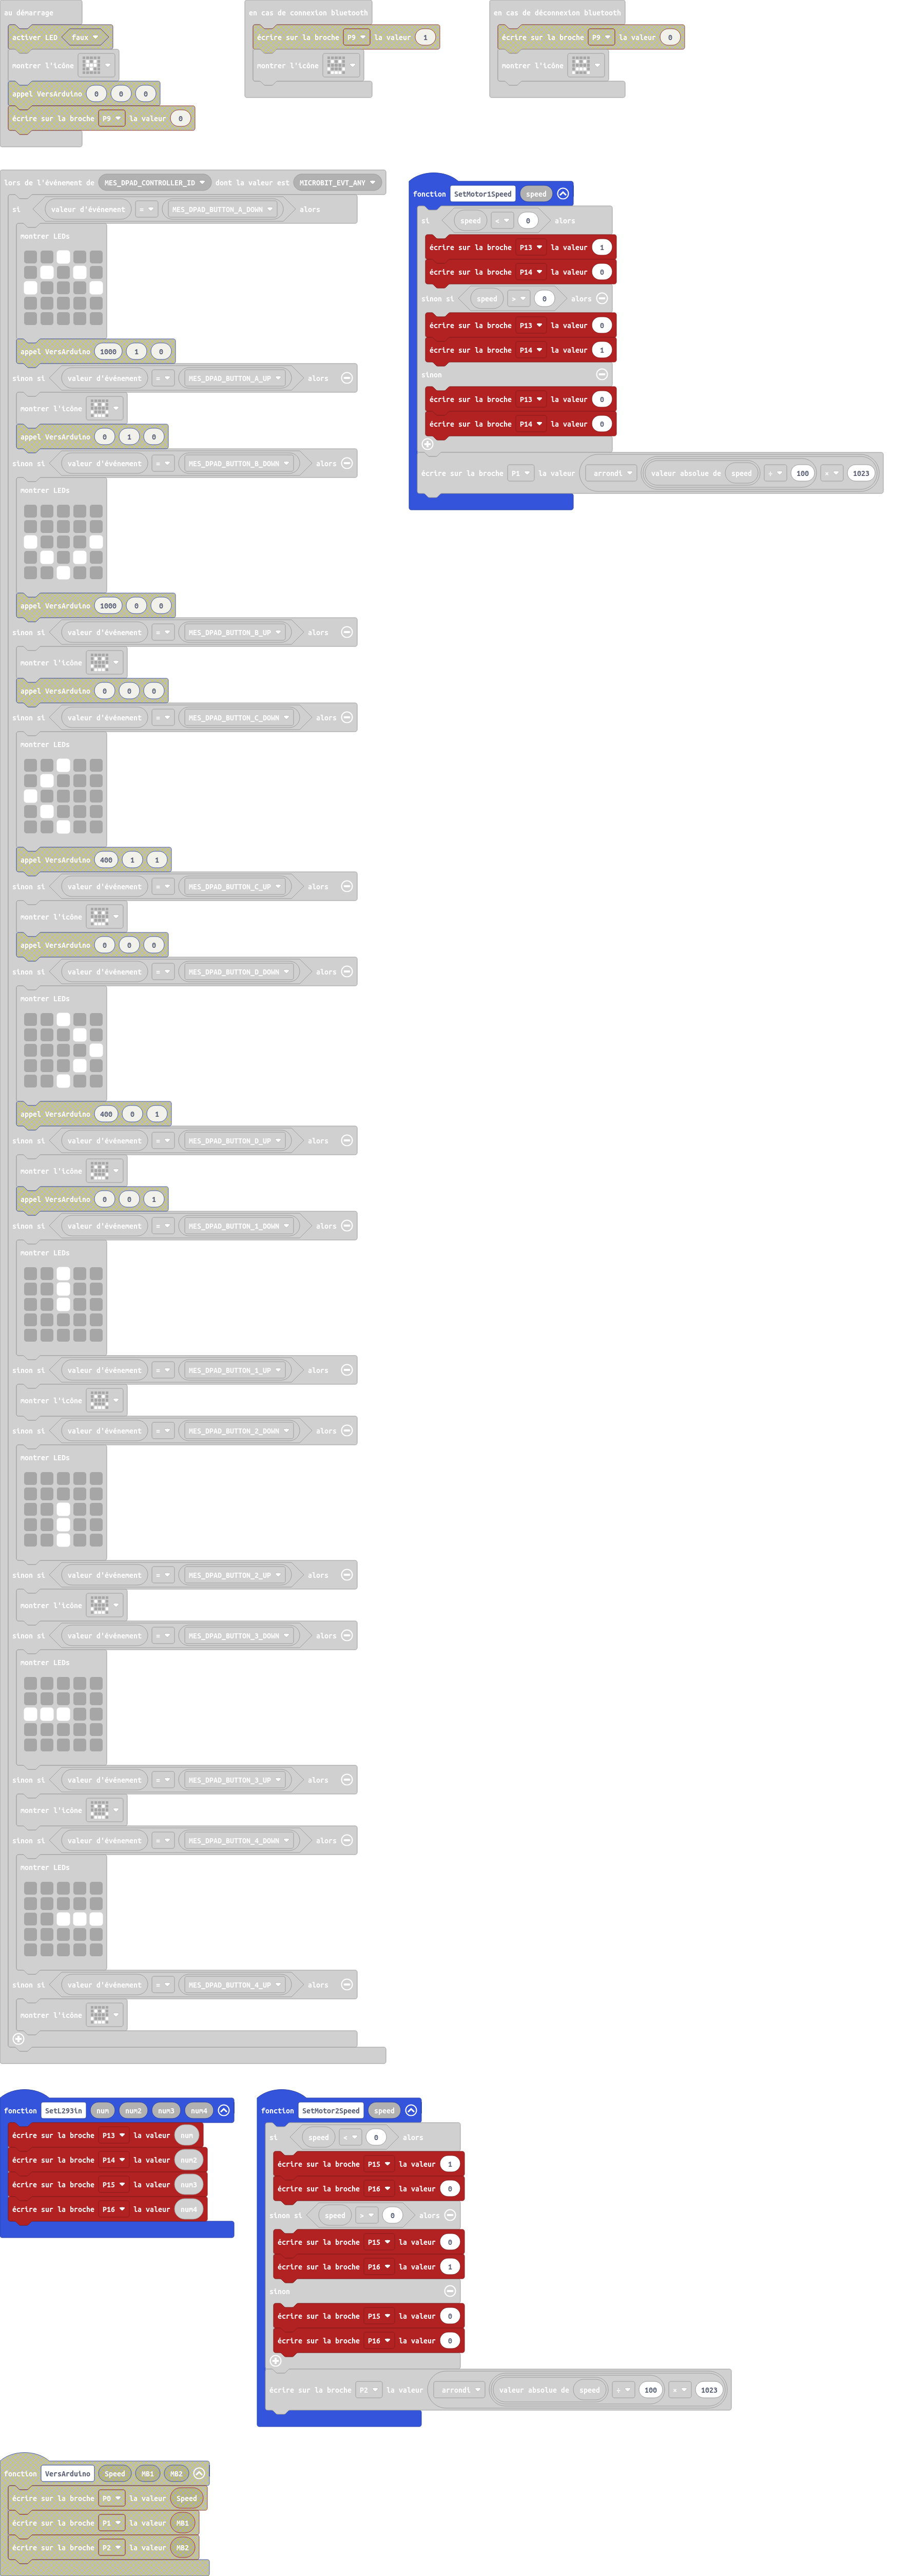 au démarrage
activer LED faux
montrer l'icône
appel VersArduino 0 0 0
écrire sur la broche P9 la valeur 0
en cas de connexion bluetooth
écrire sur la broche P9 la valeur 1
montrer l'icône
en cas de déconnexion bluetooth
écrire sur la broche P9 la valeur 0
montrer l'icône
lors de l'événement de MES_DPAD_CONTROLLER_ID dont la valeur est MICROBIT_EVT_ANY
si valeur d'événement = MES_DPAD_BUTTON_A_DOWN alors
montrer LEDs
appel VersArduino 1000 1 0
sinon si valeur d'événement = MES_DPAD_BUTTON_A_UP alors
montrer l'icône
appel VersArduino 0 1 0
sinon si valeur d'événement = MES_DPAD_BUTTON_B_DOWN alors
montrer LEDs
appel VersArduino 1000 0 0
sinon si valeur d'événement = MES_DPAD_BUTTON_B_UP alors
montrer l'icône
appel VersArduino 0 0 0
sinon si valeur d'événement = MES_DPAD_BUTTON_C_DOWN alors
montrer LEDs
appel VersArduino 400 1 1
sinon si valeur d'événement = MES_DPAD_BUTTON_C_UP alors
montrer l'icône
appel VersArduino 0 0 0
sinon si valeur d'événement = MES_DPAD_BUTTON_D_DOWN alors
montrer LEDs
appel VersArduino 400 0 1
sinon si valeur d'événement = MES_DPAD_BUTTON_D_UP alors
montrer l'icône
appel VersArduino 0 0 1
sinon si valeur d'événement = MES_DPAD_BUTTON_1_DOWN alors
montrer LEDs
sinon si valeur d'événement = MES_DPAD_BUTTON_1_UP alors
montrer l'icône
sinon si valeur d'événement = MES_DPAD_BUTTON_2_DOWN alors
montrer LEDs
sinon si valeur d'événement = MES_DPAD_BUTTON_2_UP alors
montrer l'icône
sinon si valeur d'événement = MES_DPAD_BUTTON_3_DOWN alors
montrer LEDs
sinon si valeur d'événement = MES_DPAD_BUTTON_3_UP alors
montrer l'icône
sinon si valeur d'événement = MES_DPAD_BUTTON_4_DOWN alors
montrer LEDs
sinon si valeur d'événement = MES_DPAD_BUTTON_4_UP alors
montrer l'icône
fonction SetMotor1Speed speed
si speed < 0 alors
écrire sur la broche P13 la valeur 1
écrire sur la broche P14 la valeur 0
sinon si speed > 0 alors
écrire sur la broche P13 la valeur 0
écrire sur la broche P14 la valeur 1
sinon
écrire sur la broche P13 la valeur 0
écrire sur la broche P14 la valeur 0
écrire sur la broche P1 la valeur arrondi valeur absolue de speed ÷ 100 × 1023
fonction SetL293in num num2 num3 num4
écrire sur la broche P13 la valeur num
écrire sur la broche P14 la valeur num2
écrire sur la broche P15 la valeur num3
écrire sur la broche P16 la valeur num4
fonction SetMotor2Speed speed
si speed < 0 alors
écrire sur la broche P15 la valeur 1
écrire sur la broche P16 la valeur 0
sinon si speed > 0 alors
écrire sur la broche P15 la valeur 0
écrire sur la broche P16 la valeur 1
sinon
écrire sur la broche P15 la valeur 0
écrire sur la broche P16 la valeur 0
écrire sur la broche P2 la valeur arrondi valeur absolue de speed ÷ 100 × 1023
fonction VersArduino Speed MB1 MB2
écrire sur la broche P0 la valeur Speed
écrire sur la broche P1 la valeur MB1
écrire sur la broche P2 la valeur MB2